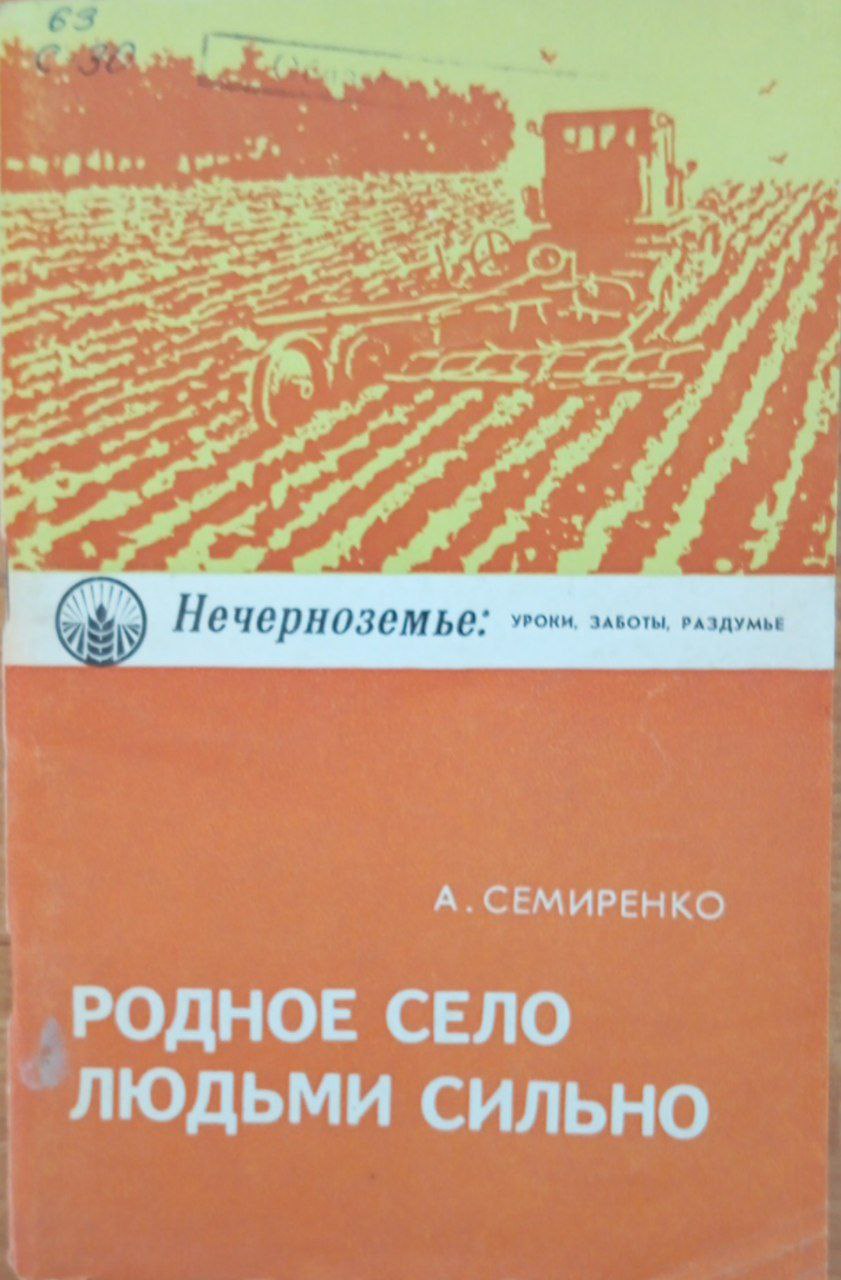 63
С 30
Нечерноземье: УРОКИ, ЗАБОТЫ, РАЗДУМЬЕ
А. СЕМИРЕНКО
РОДНОЕ СЕЛО
ЛЮДЬМИ СИЛЬНО